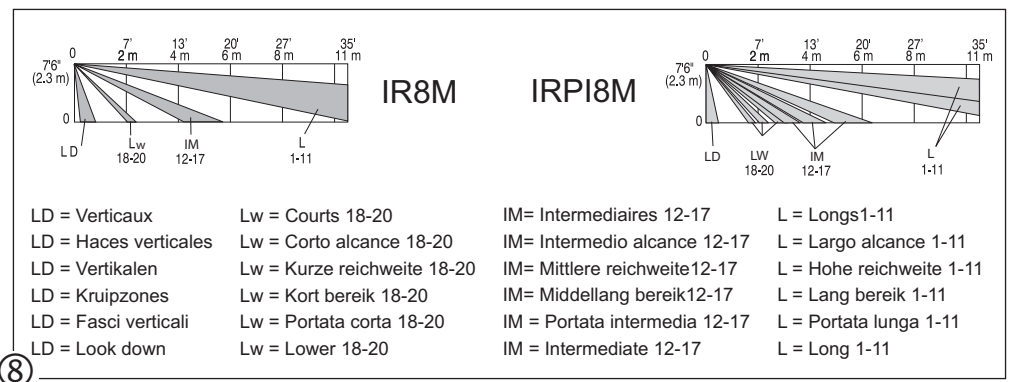 0 7' 13' 20' 27' 35'
2 m 4 m 6 m 8 m 11 m
7'6"
(2.3 m)
0
LD
Lw
18-20
IM
12-17
L
1-11
IR8M
IRPI8M
0 7' 13' 20' 27' 35'
2 m 4 m 6 m 8 m 11 m
7'6"
(2.3 m)
0
LD
LW
18-20
IM
12-17
L
1-11
LD = Verticaux Lw = Courts 18-20 IM= Intermediaires 12-17 L = Longs1-11
LD = Haces verticales Lw = Corto alcance 18-20 IM= Intermedio alcance 12-17 L = Largo alcance 1-11
LD = Vertikalen Lw = Kurze reichweite 18-20 IM= Mittlere reichweite12-17 L = Hohe reichweite 1-11
LD = Kruipzones Lw = Kort bereik 18-20 IM= Middellang bereik12-17 L = Lang bereik 1-11
LD = Fasci verticali Lw = Portata corta 18-20 IM = Portata intermedia 12-17 L = Portata lunga 1-11
LD = Look down Lw = Lower 18-20 IM = Intermediate 12-17 L = Long 1-11
8